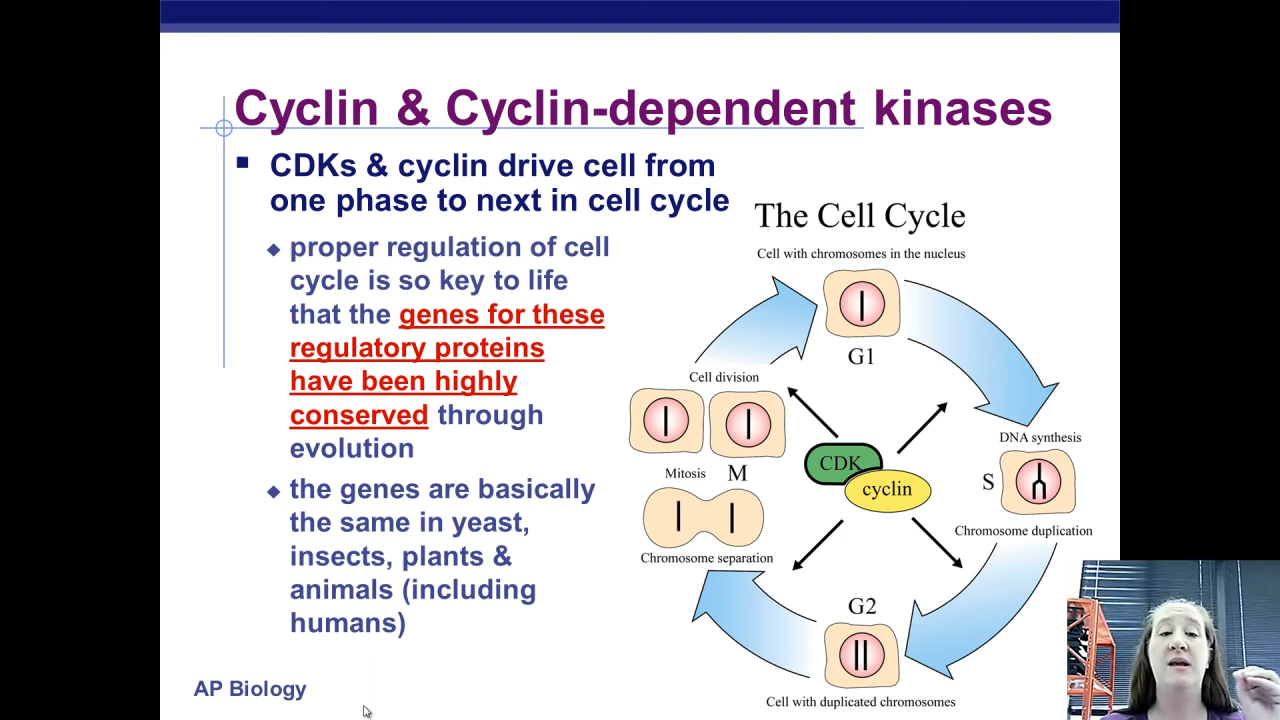 Cyclin & Cyclin-dependent kinases
CDKs & cyclin drive cell from
one phase to next in cell cycle
proper regulation of cell
cycle is so key to life
that the genes for these
regulatory proteins
have been highly
conserved through
evolution
the genes are basically
the same in yeast,
insects, plants &
animals (including
humans)
The Cell Cycle
Cell with chromosomes in the nucleus
G1
DNA synthesis
S
Chromosome duplication
G2
Cell with duplicated chromosomes
Cell division
Mitosis M
Chromosome separation
CDK
cyclin
AP Biology